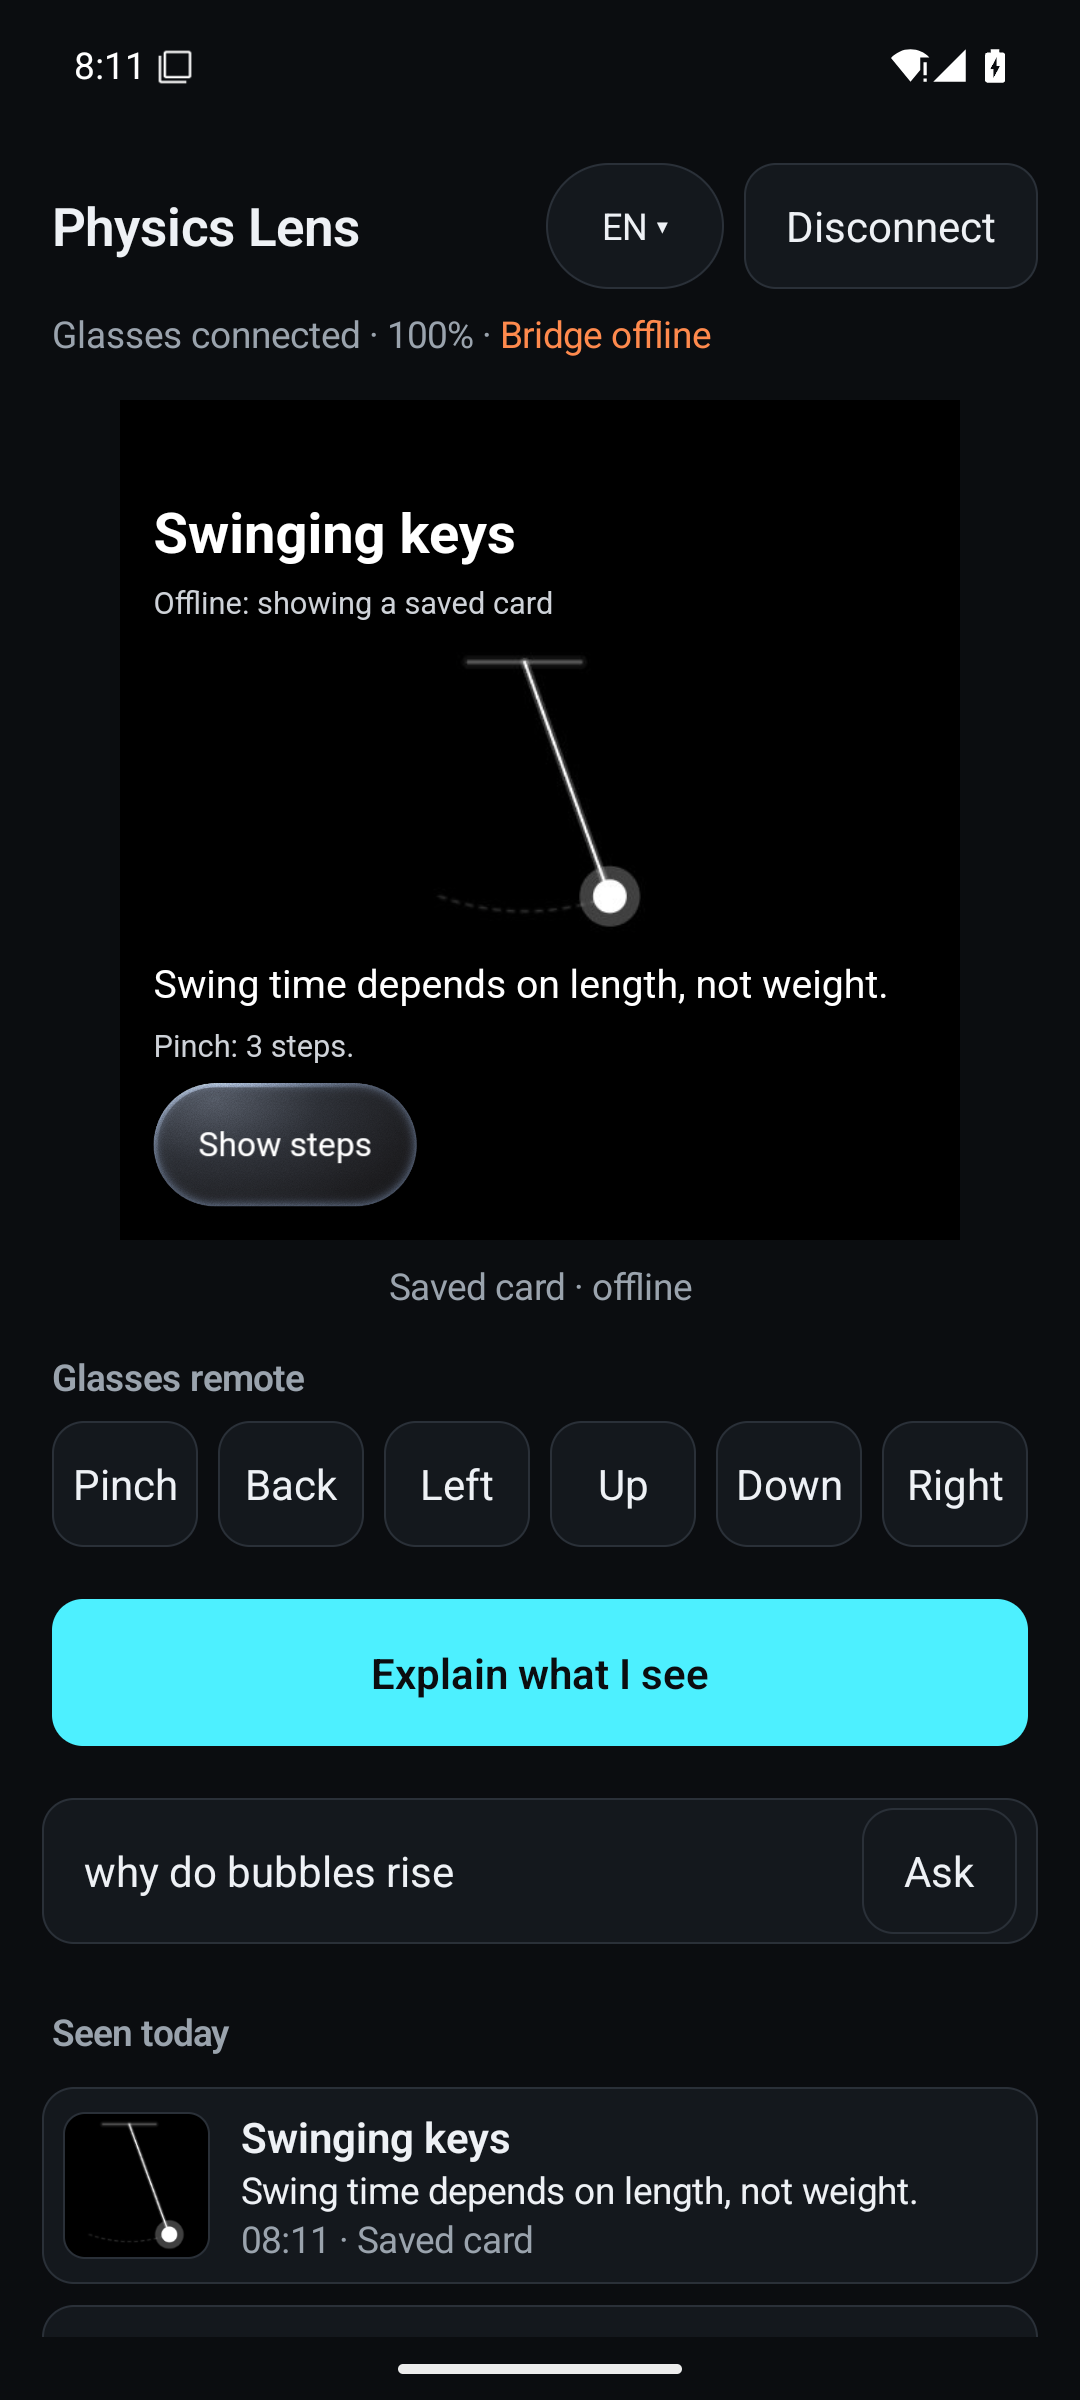 8:11
Physics Lens
EN ▾
Disconnect
Glasses connected · 100% · Bridge offline
Swinging keys
Offline: showing a saved card
Swing time depends on length, not weight.
Pinch: 3 steps.
Show steps
Saved card · offline
Glasses remote
Pinch
Back
Left
Up
Down
Right
Explain what I see
why do bubbles rise
Ask
Seen today
Swinging keys
Swing time depends on length, not weight.
08:11 · Saved card